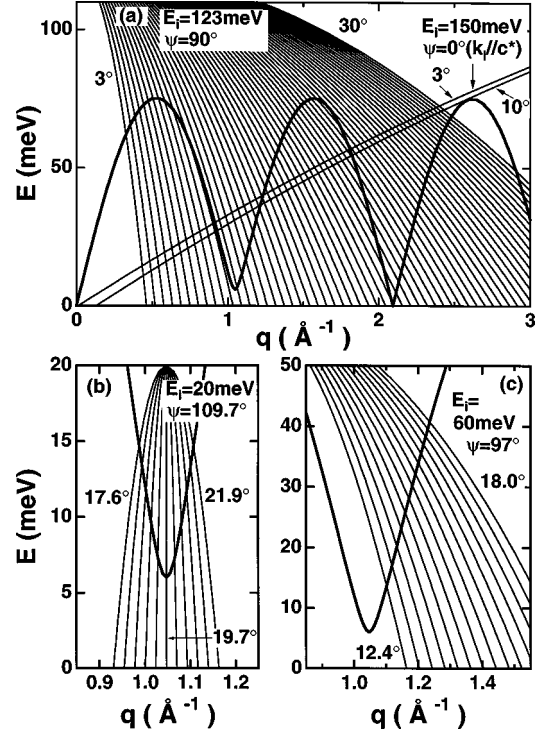 (a) E_i=123meV
ψ=90°
3°
30°
E_i=150meV
ψ=0°(k_i//c*)
3°
10°
E (meV)
100
50
0
0 1 2 3
q ( Å⁻¹)
(b) E_i=20meV
ψ=109.7°
17.6°
21.9°
19.7°
E (meV)
20
15
10
5
0
0.9 1.0 1.1 1.2
q ( Å⁻¹)
(c)
E_i=
60meV
ψ=97°
18.0°
12.4°
50
40
30
20
10
0
1.0 1.2 1.4
q ( Å⁻¹)